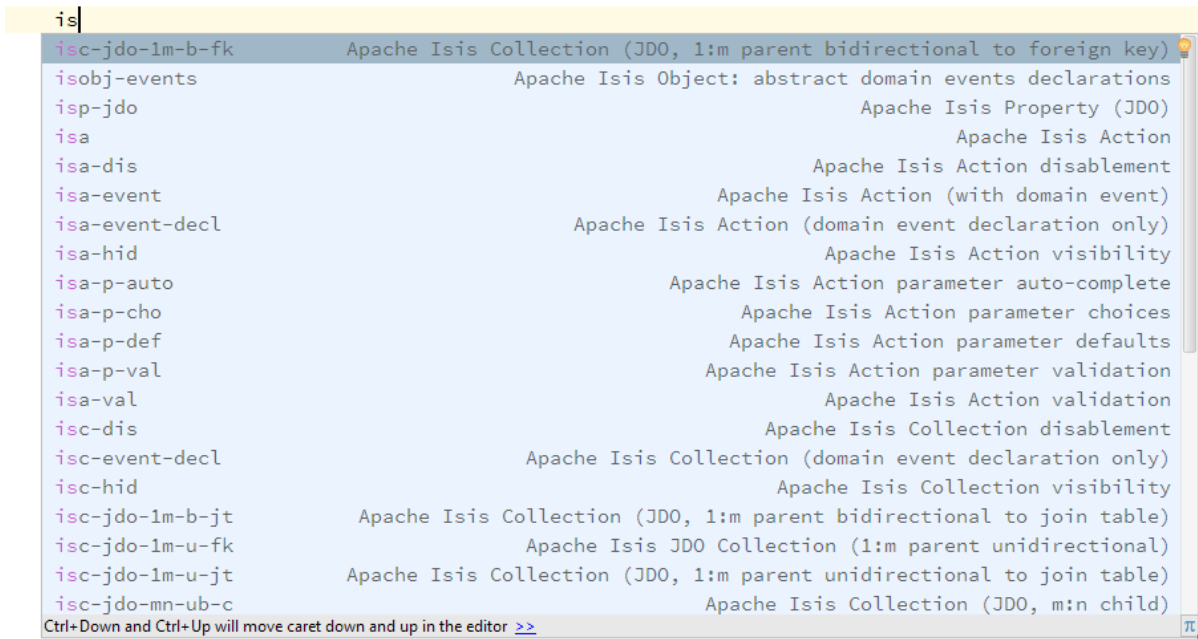 is
isc-jdo-1m-b-fk Apache Isis Collection (JDO, 1:m parent bidirectional to foreign key)
isobj-events Apache Isis Object: abstract domain events declarations
isp-jdo Apache Isis Property (JDO)
isa Apache Isis Action
isa-dis Apache Isis Action disablement
isa-event Apache Isis Action (with domain event)
isa-event-decl Apache Isis Action (domain event declaration only)
isa-hid Apache Isis Action visibility
isa-p-auto Apache Isis Action parameter auto-complete
isa-p-cho Apache Isis Action parameter choices
isa-p-def Apache Isis Action parameter defaults
isa-p-val Apache Isis Action parameter validation
isa-val Apache Isis Action validation
isc-dis Apache Isis Collection disablement
isc-event-decl Apache Isis Collection (domain event declaration only)
isc-hid Apache Isis Collection visibility
isc-jdo-1m-b-jt Apache Isis Collection (JDO, 1:m parent bidirectional to join table)
isc-jdo-1m-u-fk Apache Isis JDO Collection (1:m parent unidirectional)
isc-jdo-1m-u-jt Apache Isis Collection (JDO, 1:m parent unidirectional to join table)
isc-jdo-mn-ub-c Apache Isis Collection (JDO, m:n child)
Ctrl+Down and Ctrl+Up will move caret down and up in the editor >> π